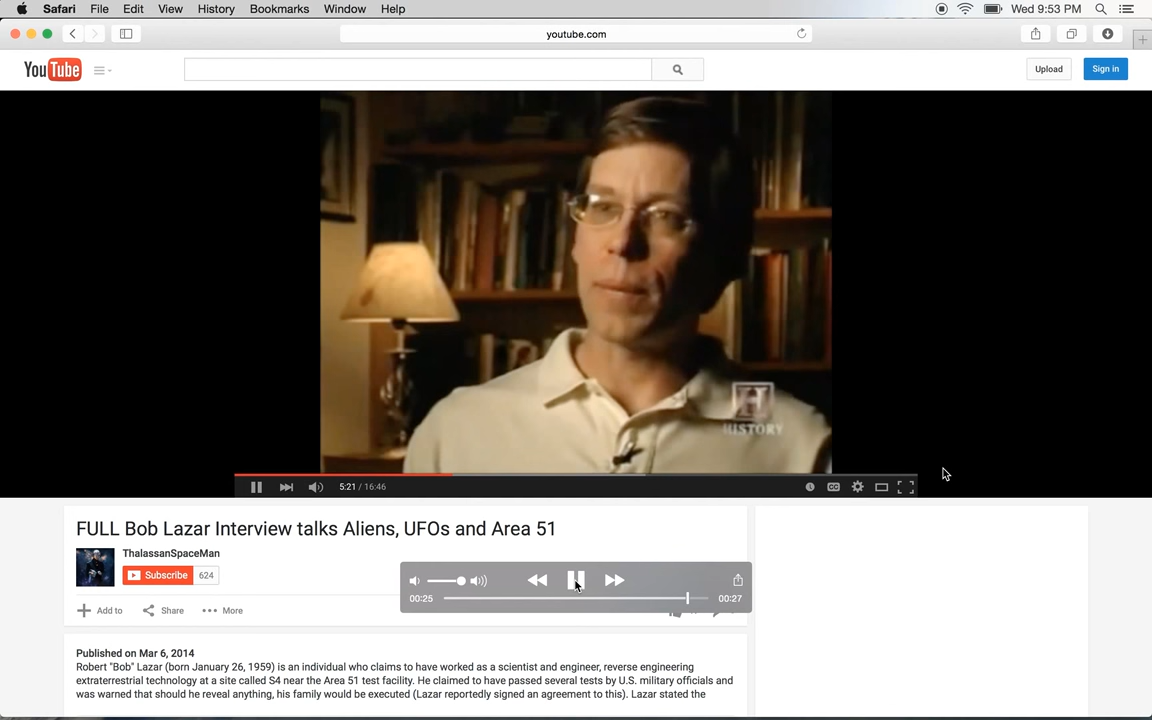 Safari File Edit View History Bookmarks Window Help Wed 9:53 PM
youtube.com
YouTube Upload Sign in
H
HISTORY
5:21 / 16:46 CC
FULL Bob Lazar Interview talks Aliens, UFOs and Area 51
ThalassanSpaceMan
Subscribe 624
00:25 00:27
Add to Share More
Published on Mar 6, 2014
Robert "Bob" Lazar (born January 26, 1959) is an individual who claims to have worked as a scientist and engineer, reverse engineering
extraterrestrial technology at a site called S4 near the Area 51 test facility. He claimed to have passed several tests by U.S. military officials and
was warned that should he reveal anything, his family would be executed (Lazar reportedly signed an agreement to this). Lazar stated the